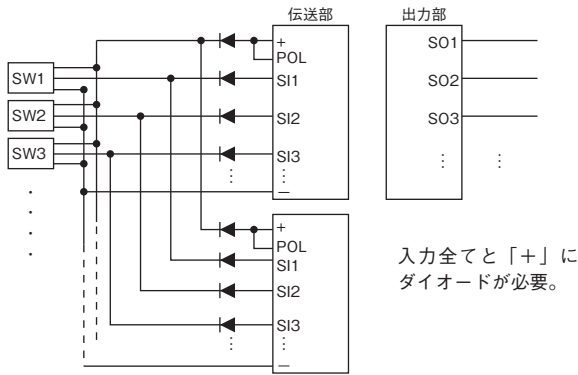 伝送部
出力部
+
POL
SI1
SI2
SI3
−
SW1
SW2
SW3
SO1
SO2
SO3
+
POL
SI1
SI2
SI3
−
入力全てと「+」に
ダイオードが必要。